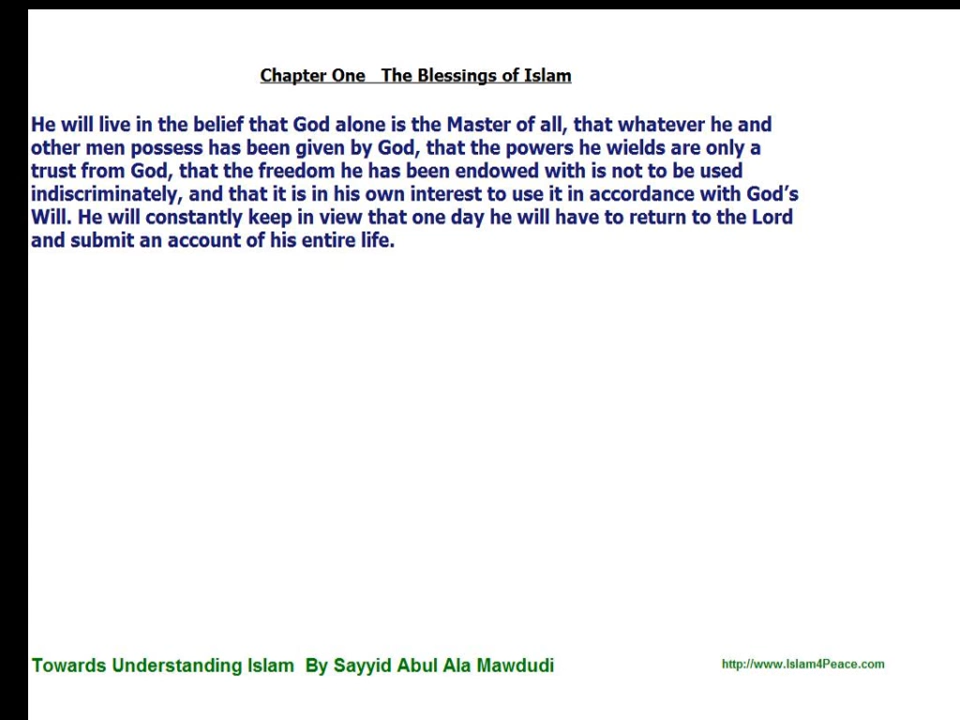 Chapter One   The Blessings of Islam
He will live in the belief that God alone is the Master of all, that whatever he and
other men possess has been given by God, that the powers he wields are only a
trust from God, that the freedom he has been endowed with is not to be used
indiscriminately, and that it is in his own interest to use it in accordance with God’s
Will. He will constantly keep in view that one day he will have to return to the Lord
and submit an account of his entire life.
Towards Understanding Islam  By Sayyid Abul Ala Mawdudi
http://www.Islam4Peace.com